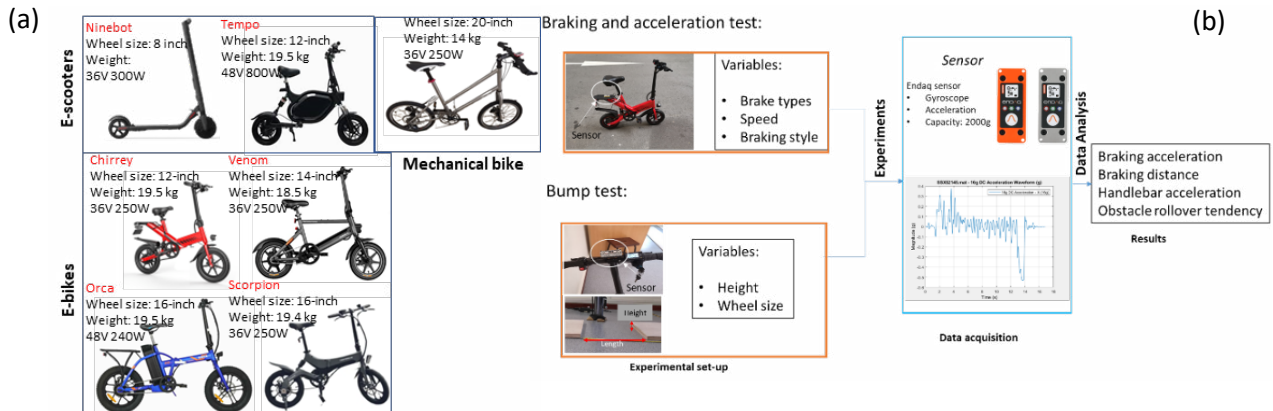 (a)
E-scooters
Ninebot
Wheel size: 8 inch
Weight:
36V 300W
Tempo
Wheel size: 12-inch
Weight: 19.5 kg
48V 800W
Wheel size: 20-inch
Weight: 14 kg
36V 250W
Mechanical bike
E-bikes
Chirrey
Wheel size: 12-inch
Weight: 19.5 kg
36V 250W
Venom
Wheel size: 14-inch
Weight: 18.5 kg
36V 250W
Orca
Wheel size: 16-inch
Weight: 19.5 kg
48V 240W
Scorpion
Wheel size: 16-inch
Weight: 19.4 kg
36V 250W
(b)
Braking and acceleration test:
Sensor
Variables:
• Brake types
• Speed
• Braking style
Bump test:
Sensor
Height
Length
Variables:
• Height
• Wheel size
Experimental set-up
Experiments
Sensor
Endaq sensor
• Gyroscope
• Acceleration
• Capacity: 2000g
Magnitude (g)
Time (s)
Data acquisition
Data Analysis
Braking acceleration
Braking distance
Handlebar acceleration
Obstacle rollover tendency
Results